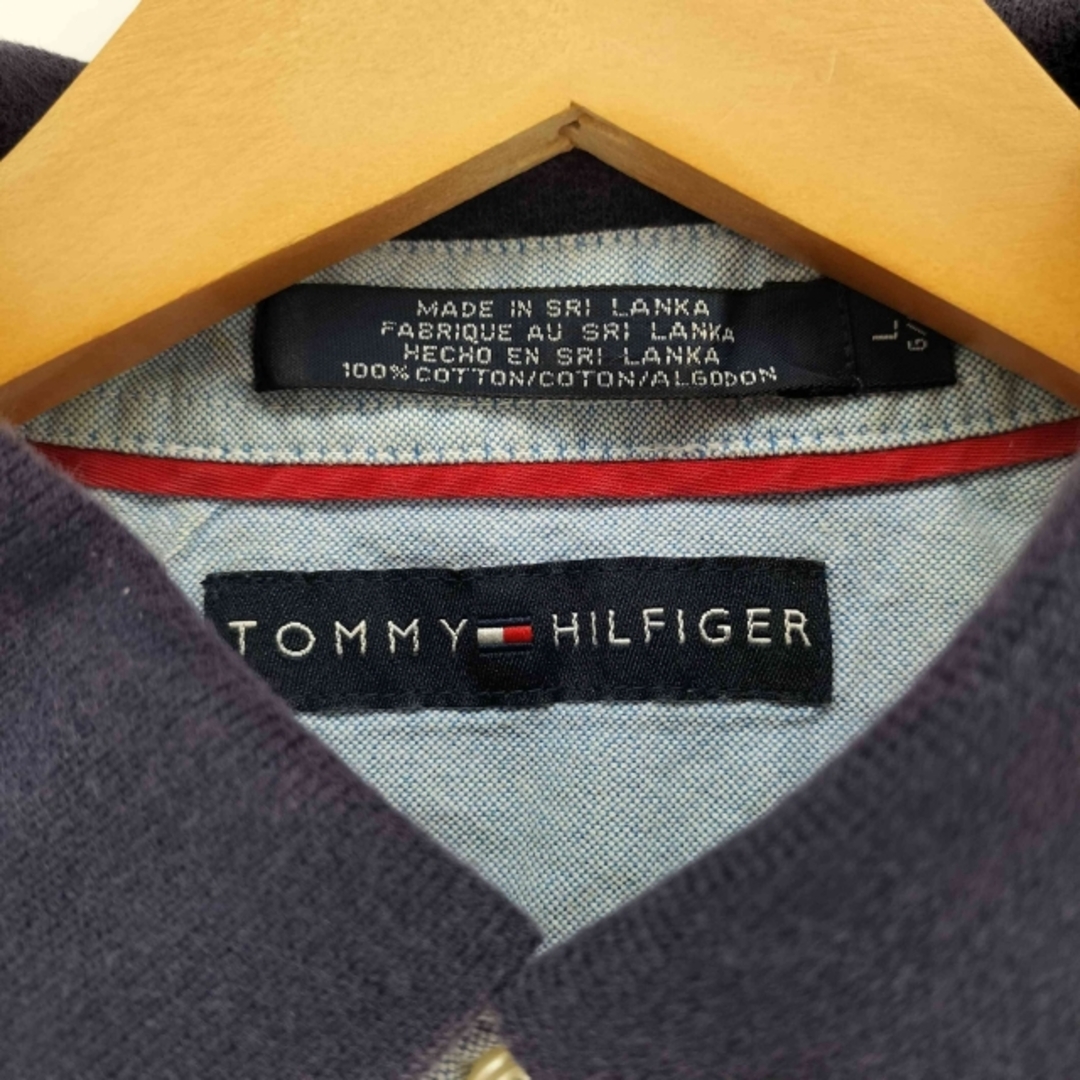 MADE IN SRI LANKA
FABRIQUE AU SRI LANKA
HECHO EN SRI LANKA
100% COTTON/COTON/ALGODON
L
G/
TOMMY HILFIGER